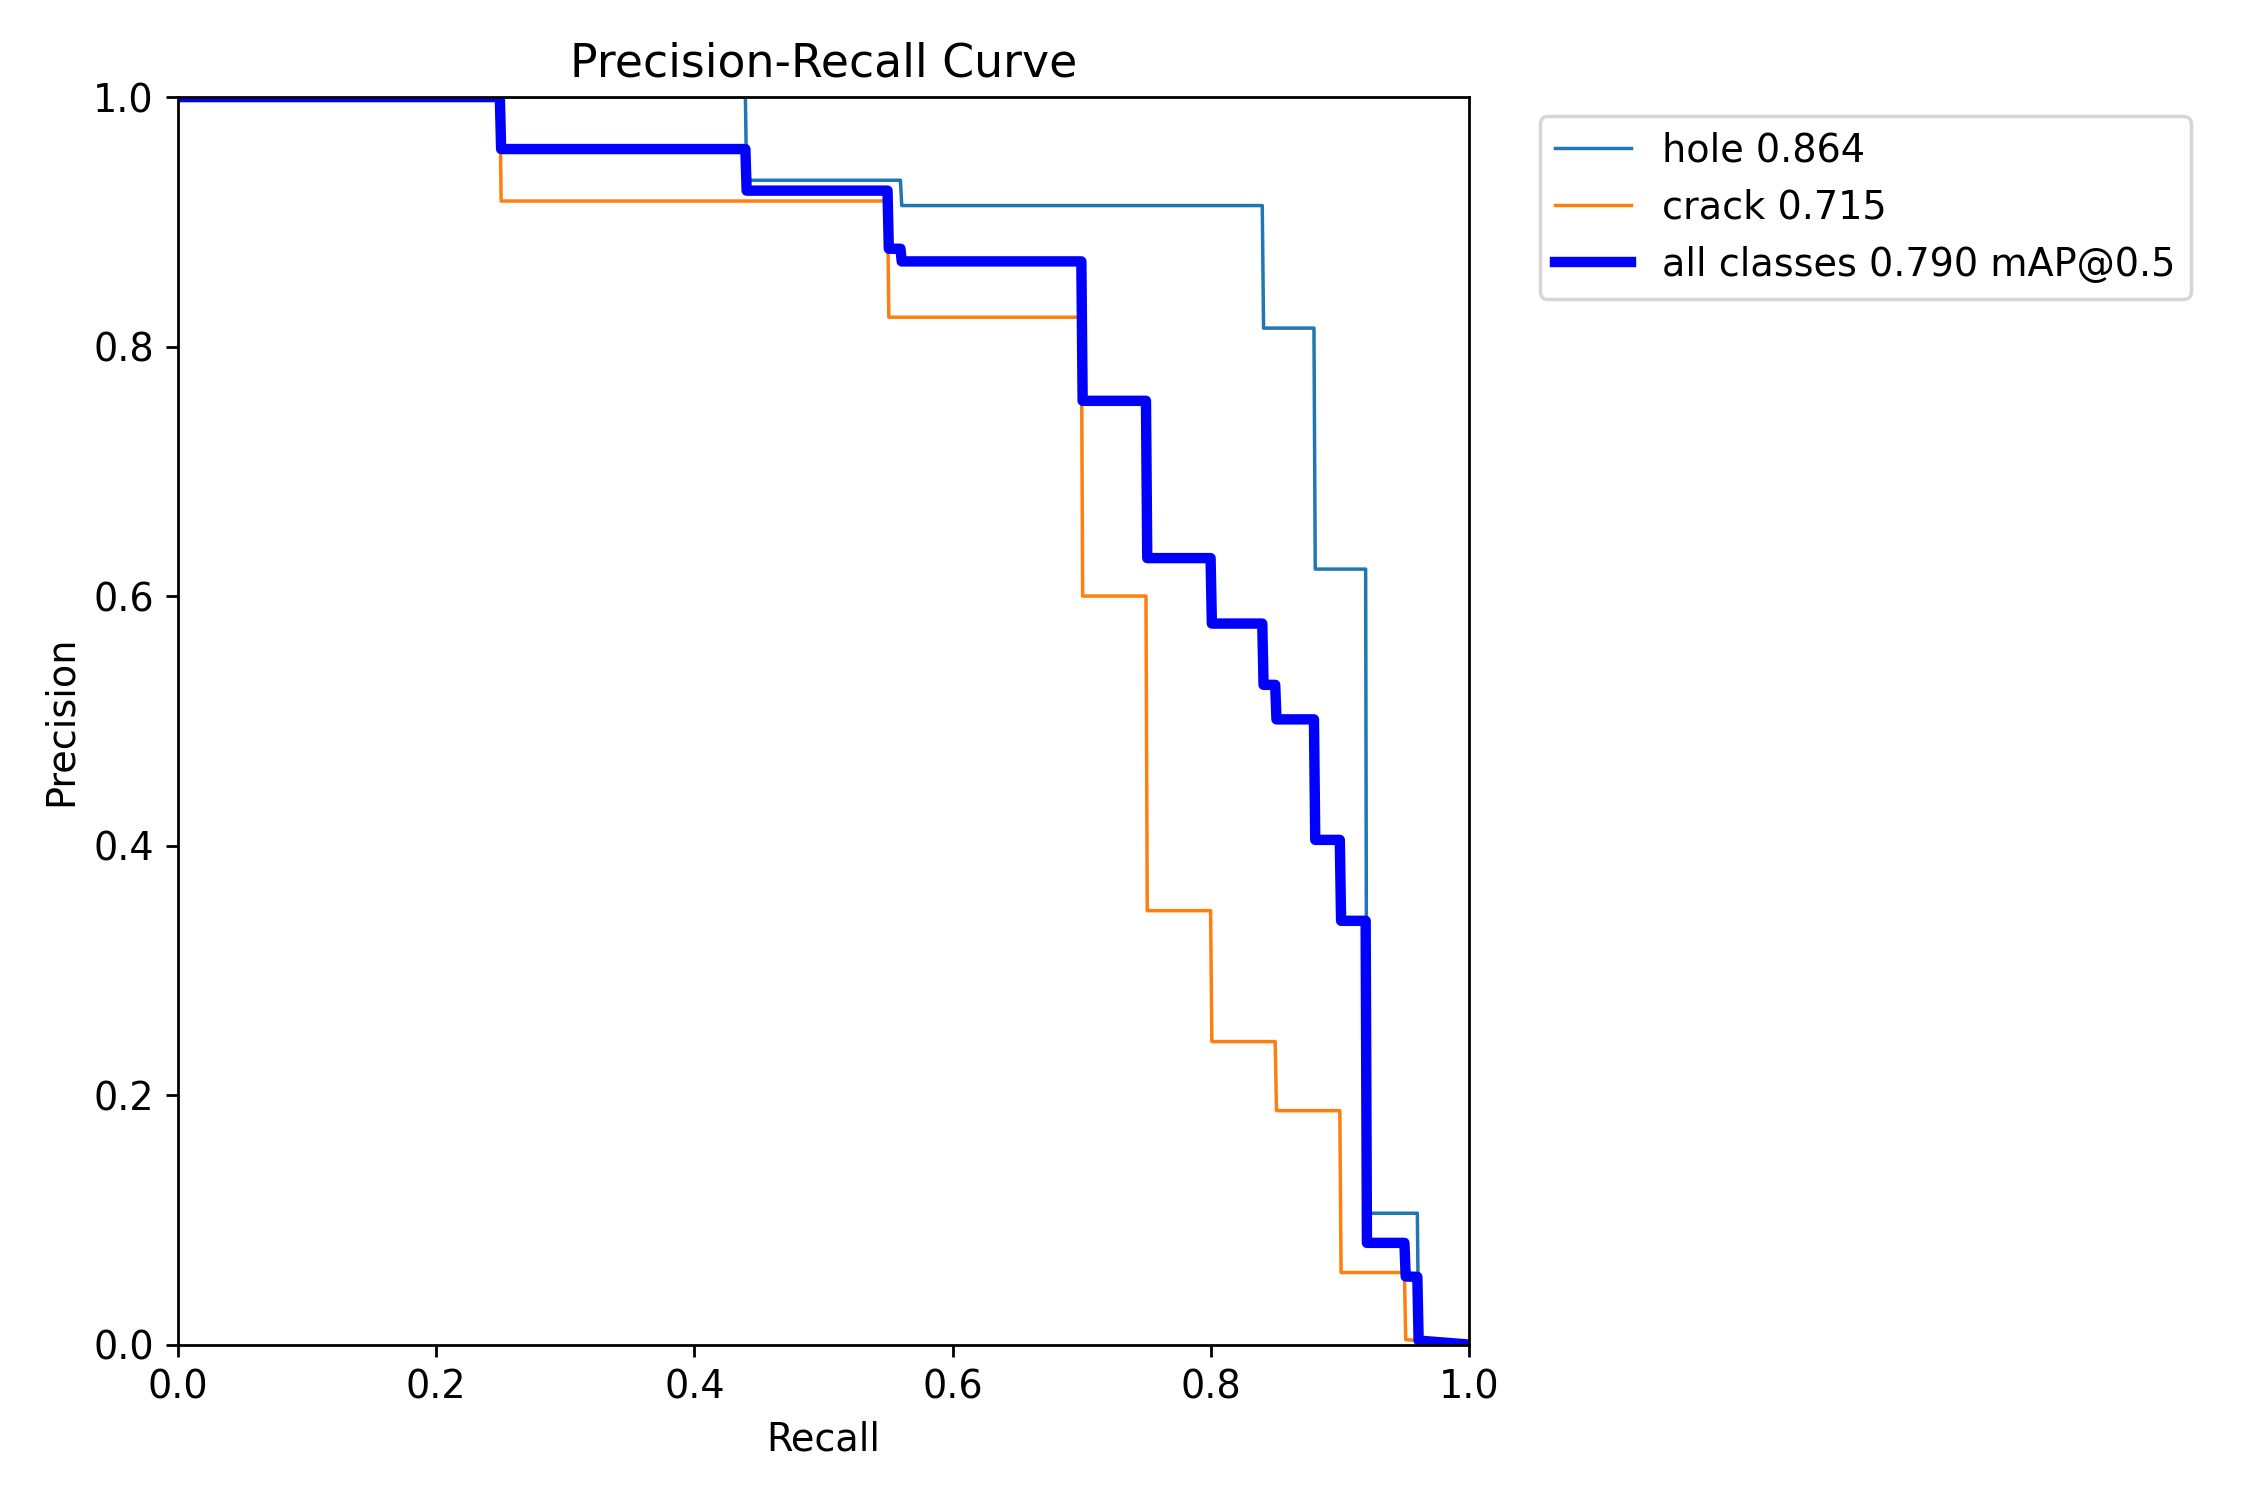 Precision-Recall Curve
1.0
0.8
0.6
0.4
0.2
0.0
Precision
0.0 0.2 0.4 0.6 0.8 1.0
Recall
hole 0.864
crack 0.715
all classes 0.790 mAP@0.5